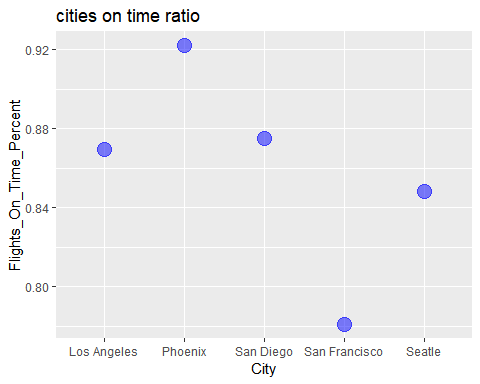 cities on time ratio
Flights_On_Time_Percent
0.92
0.88
0.84
0.80
Los Angeles Phoenix San Diego San Francisco Seatle
City